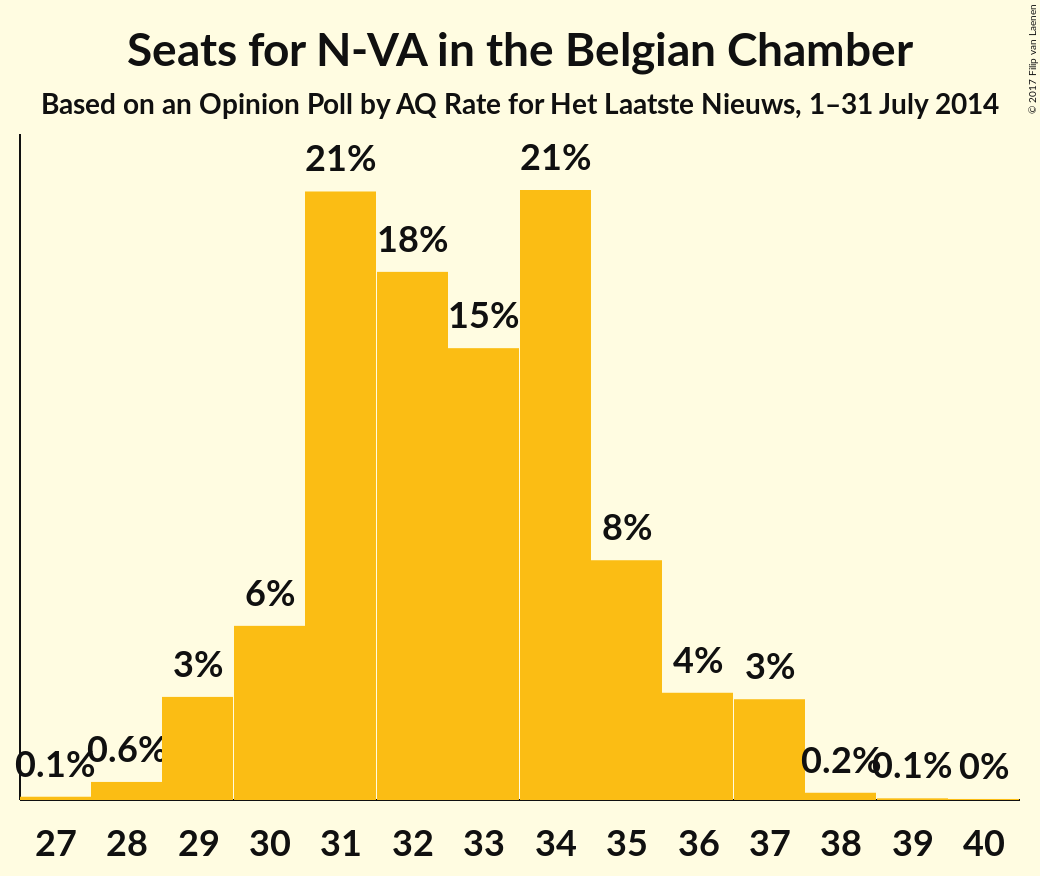 Seats for N-VA in the Belgian Chamber
Based on an Opinion Poll by AQ Rate for Het Laatste Nieuws, 1–31 July 2014
© 2017 Filip van Laenen
0.1% 0.6% 3% 6% 21% 18% 15% 21% 8% 4% 3% 0.2% 0.1% 0%
27 28 29 30 31 32 33 34 35 36 37 38 39 40